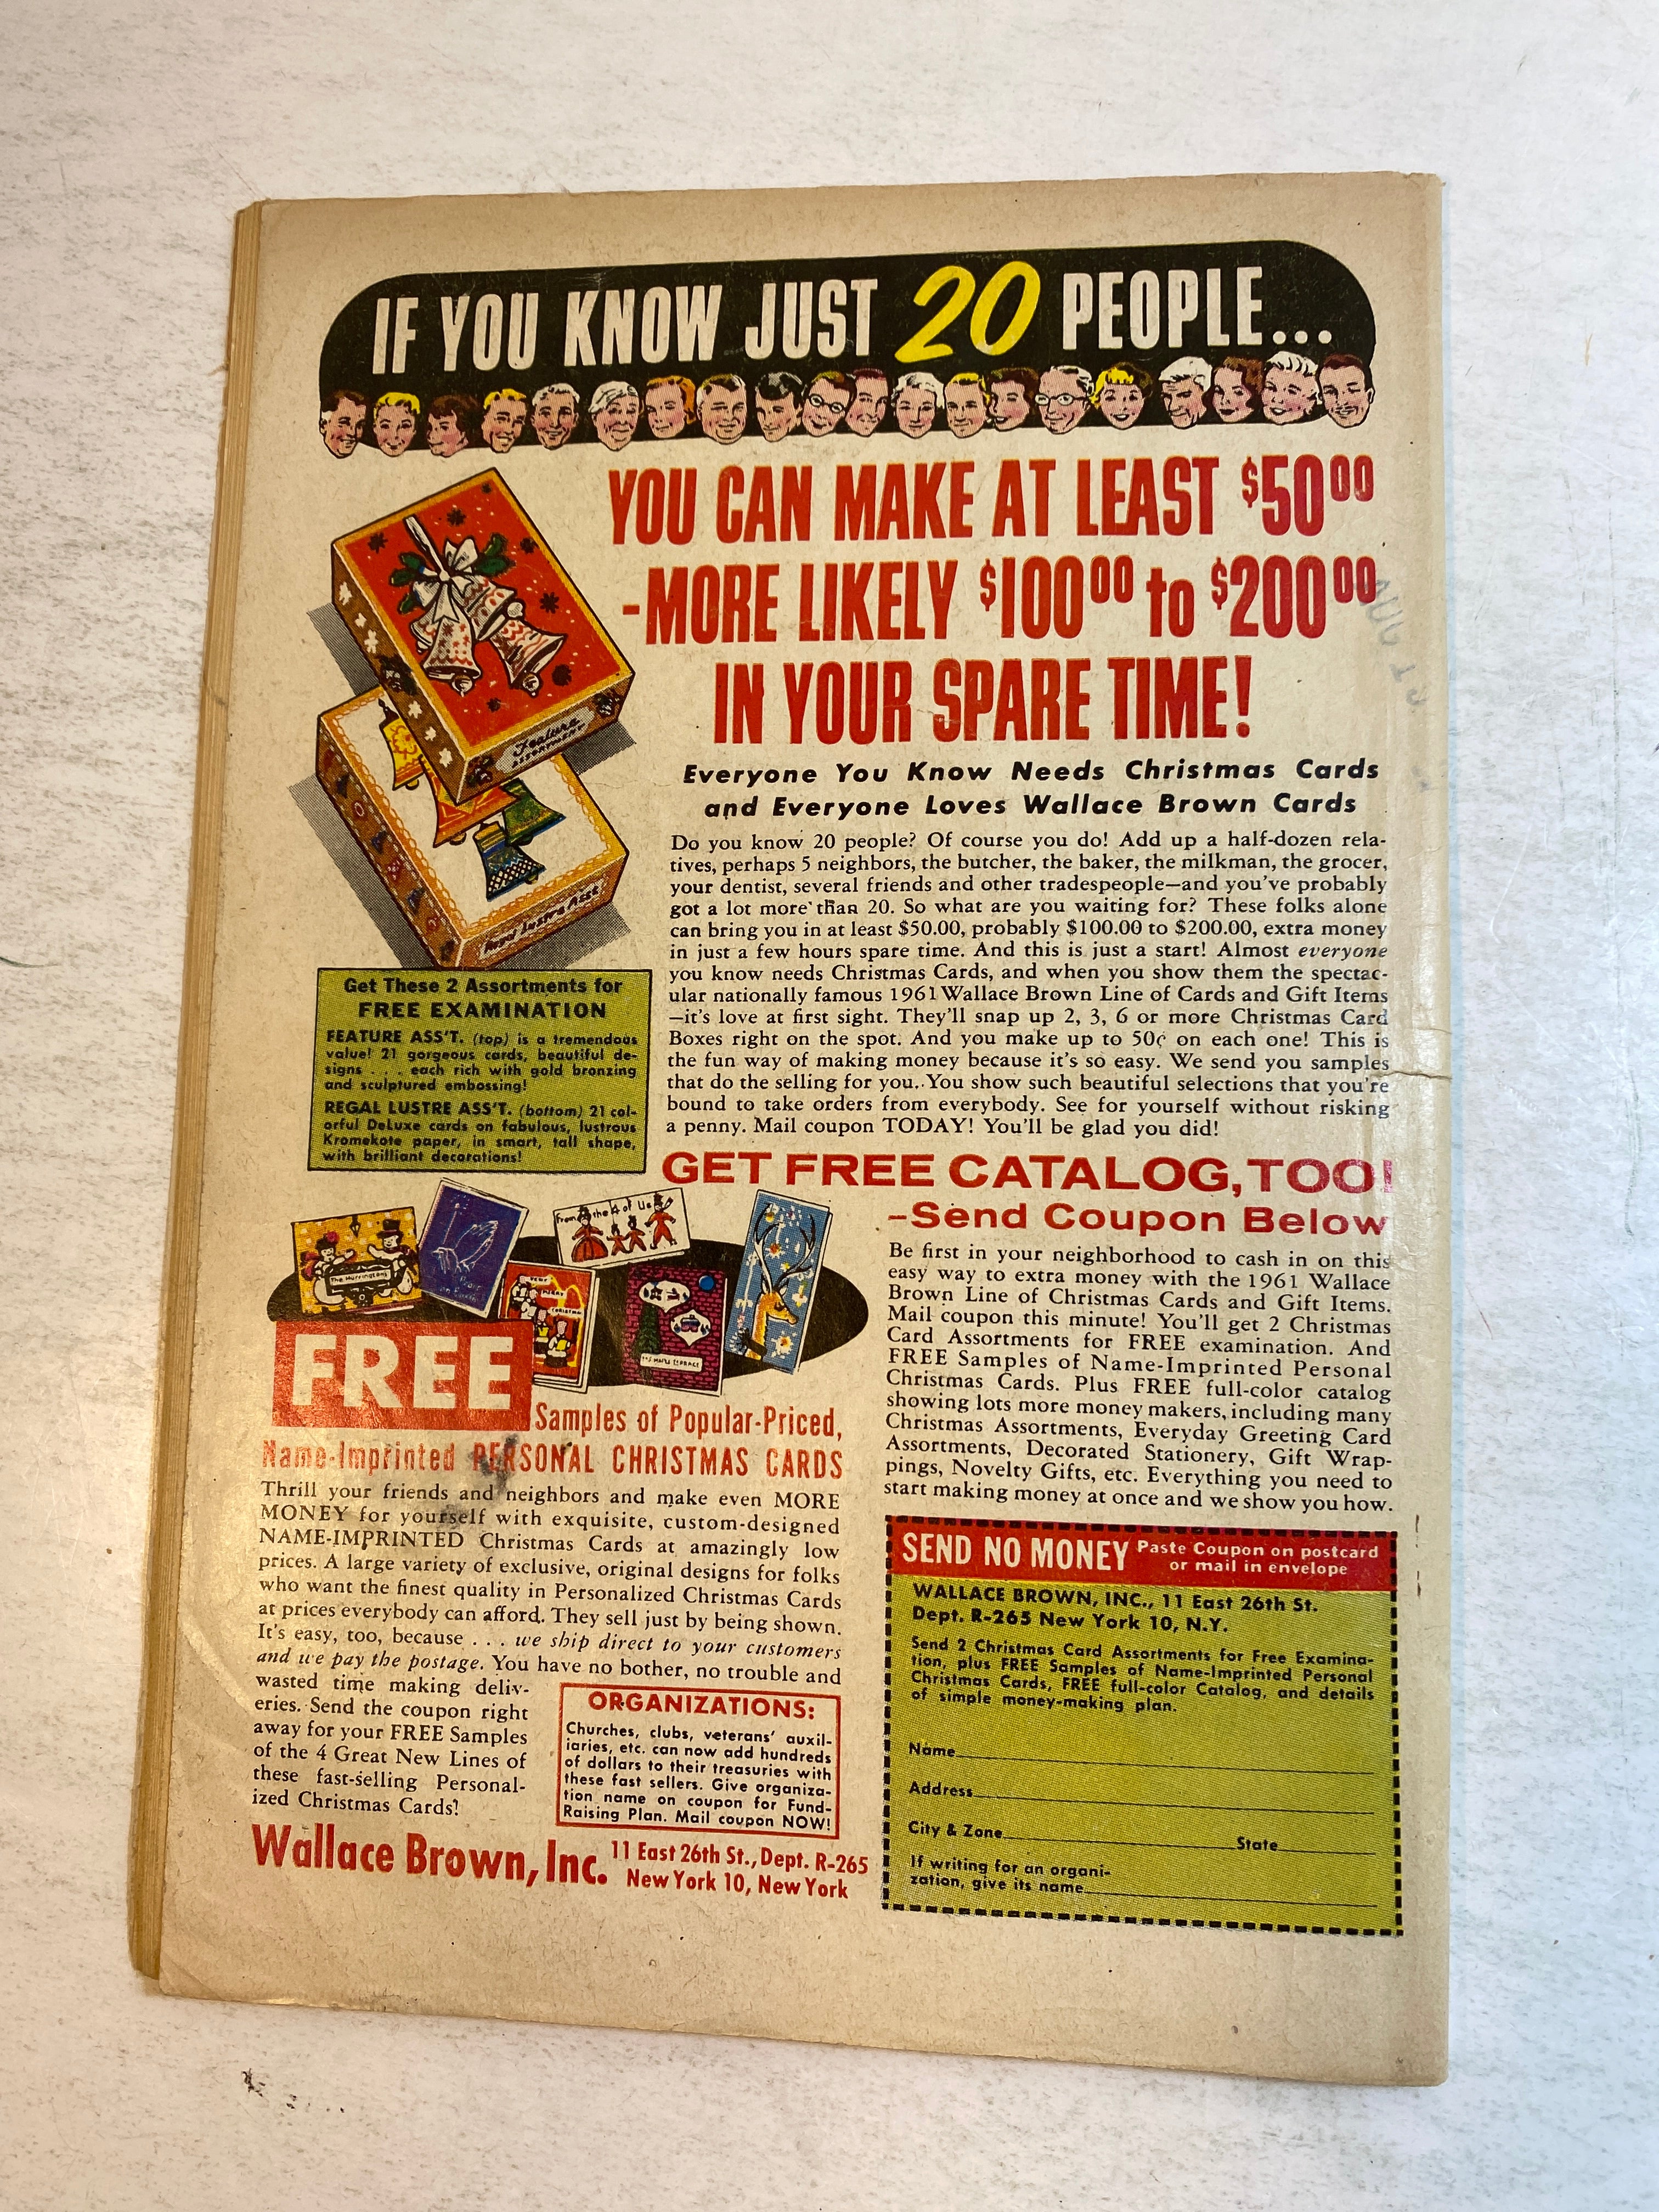 IF YOU KNOW JUST 20 PEOPLE...
YOU CAN MAKE AT LEAST $50⁰⁰
-MORE LIKELY $100⁰⁰ to $200⁰⁰
IN YOUR SPARE TIME!
Feature
ASSORTMENT
Regal Lustre Asst
Everyone You Know Needs Christmas Cards
and Everyone Loves Wallace Brown Cards
Do you know 20 people? Of course you do! Add up a half-dozen rela-
tives, perhaps 5 neighbors, the butcher, the baker, the milkman, the grocer,
your dentist, several friends and other tradespeople—and you've probably
got a lot more than 20. So what are you waiting for? These folks alone
can bring you in at least $50.00, probably $100.00 to $200.00, extra money
in just a few hours spare time. And this is just a start! Almost everyone
you know needs Christmas Cards, and when you show them the spectac-
ular nationally famous 1961 Wallace Brown Line of Cards and Gift Items
—it's love at first sight. They'll snap up 2, 3, 6 or more Christmas Card
Boxes right on the spot. And you make up to 50¢ on each one! This is
the fun way of making money because it's so easy. We send you samples
that do the selling for you. You show such beautiful selections that you're
bound to take orders from everybody. See for yourself without risking
a penny. Mail coupon TODAY! You'll be glad you did!
Get These 2 Assortments for
FREE EXAMINATION
FEATURE ASS'T. (top) is a tremendous
value! 21 gorgeous cards, beautiful de-
signs . . . each rich with gold bronzing
and sculptured embossing!
REGAL LUSTRE ASS'T. (bottom) 21 col-
orful DeLuxe cards on fabulous, lustrous
Kromekote paper, in smart, tall shape,
with brilliant decorations!
GET FREE CATALOG, TOO!
–Send Coupon Below
Be first in your neighborhood to cash in on this
easy way to extra money with the 1961 Wallace
Brown Line of Christmas Cards and Gift Items.
Mail coupon this minute! You'll get 2 Christmas
Card Assortments for FREE examination. And
FREE Samples of Name-Imprinted Personal
Christmas Cards. Plus FREE full-color catalog
showing lots more money makers, including many
Christmas Assortments, Everyday Greeting Card
Assortments, Decorated Stationery, Gift Wrap-
pings, Novelty Gifts, etc. Everything you need to
start making money at once and we show you how.
The Harringtons
Peace
on Earth
From the 4 of Us
VERY
MERRY
CHRISTMAS
FREE
Samples of Popular-Priced,
Name-Imprinted PERSONAL CHRISTMAS CARDS
Thrill your friends and neighbors and make even MORE
MONEY for yourself with exquisite, custom-designed
NAME-IMPRINTED Christmas Cards at amazingly low
prices. A large variety of exclusive, original designs for folks
who want the finest quality in Personalized Christmas Cards
at prices everybody can afford. They sell just by being shown.
It's easy, too, because . . . we ship direct to your customers
and we pay the postage. You have no bother, no trouble and
wasted time making deliv-
eries. Send the coupon right
away for your FREE Samples
of the 4 Great New Lines of
these fast-selling Personal-
ized Christmas Cards!
ORGANIZATIONS:
Churches, clubs, veterans' auxil-
iaries, etc. can now add hundreds
of dollars to their treasuries with
these fast sellers. Give organiza-
tion name on coupon for Fund-
Raising Plan. Mail coupon NOW!
Wallace Brown, Inc. 11 East 26th St., Dept. R-265
New York 10, New York
SEND NO MONEY Paste Coupon on postcard
or mail in envelope
WALLACE BROWN, INC., 11 East 26th St.
Dept. R-265 New York 10, N.Y.
Send 2 Christmas Card Assortments for Free Examina-
tion, plus FREE Samples of Name-Imprinted Personal
Christmas Cards, FREE full-color Catalog, and details
of simple money-making plan.
Name
Address
City & Zone State
If writing for an organi-
zation, give its name